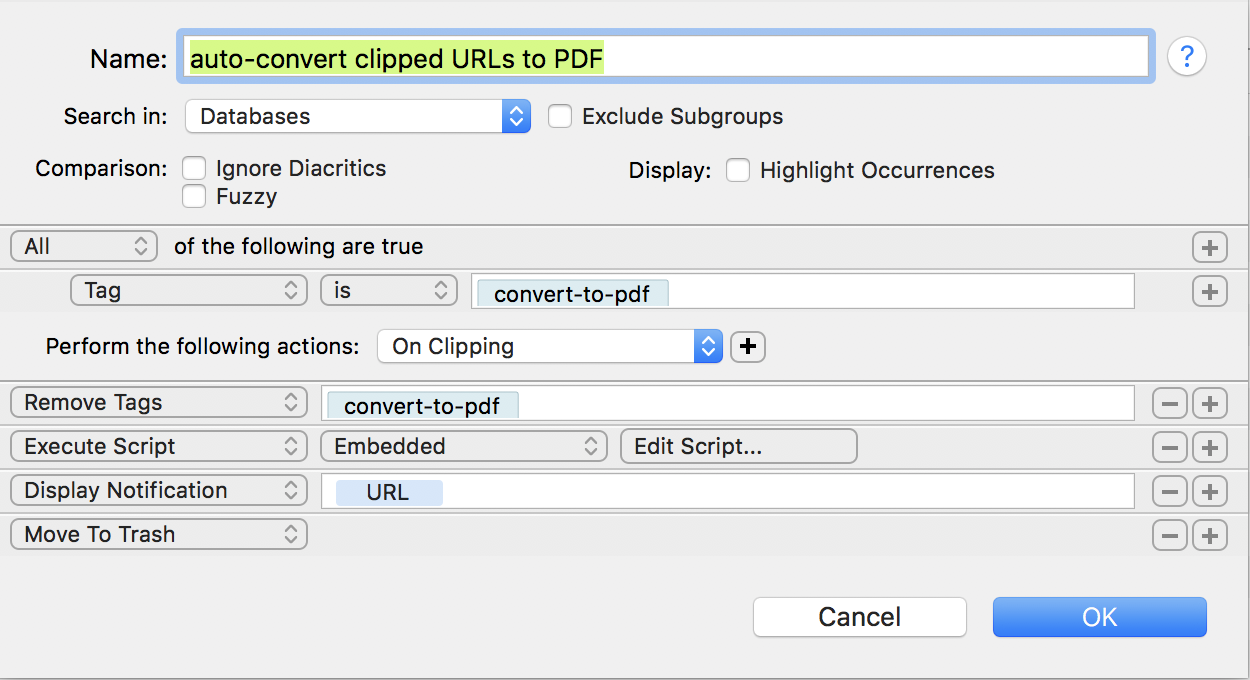 Name: auto-convert clipped URLs to PDF ?
Search in: Databases Exclude Subgroups
Comparison: Ignore Diacritics Display: Highlight Occurrences
Fuzzy
All of the following are true +
Tag is convert-to-pdf +
Perform the following actions: On Clipping +
Remove Tags convert-to-pdf − +
Execute Script Embedded Edit Script... − +
Display Notification URL − +
Move To Trash − +
Cancel OK